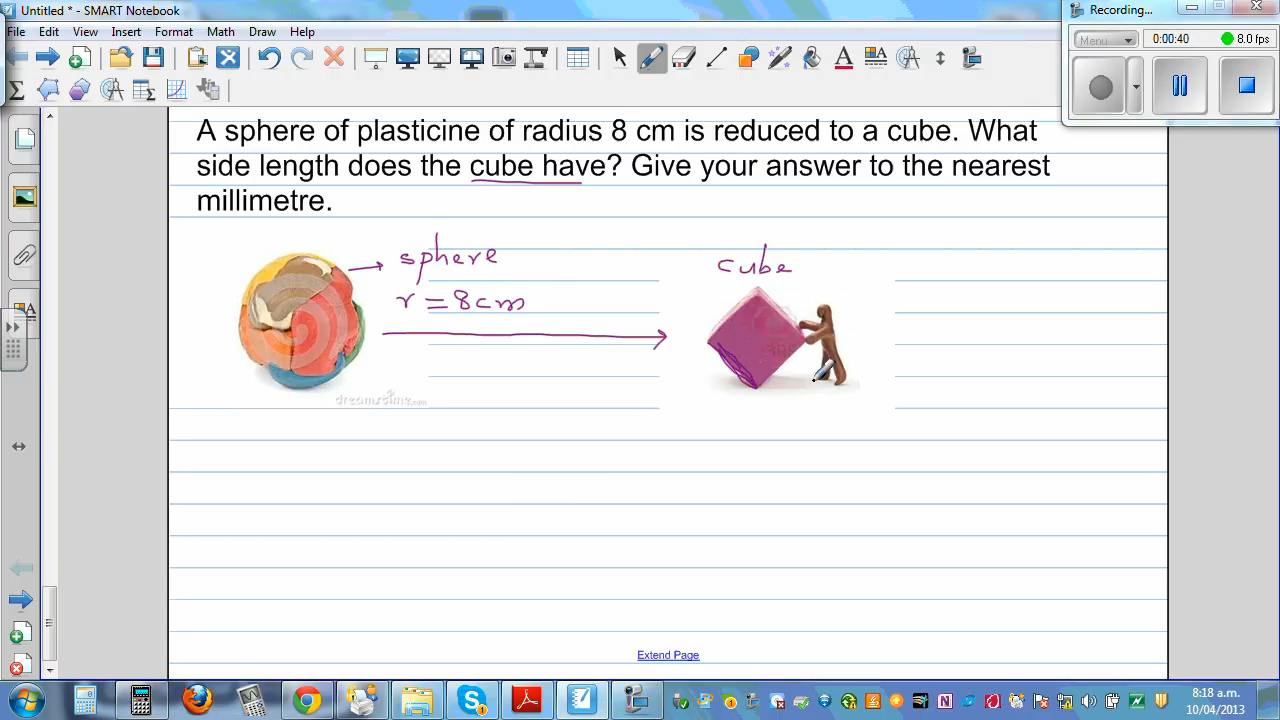 Untitled * - SMART Notebook
File Edit View Insert Format Math Draw Help
Recording...
Menu 0:00:40 8.0 fps
A sphere of plasticine of radius 8 cm is reduced to a cube. What
side length does the cube have? Give your answer to the nearest
millimetre.
sphere
r = 8cm
cube
dreamstime.com
Extend Page
8:18 a.m.
10/04/2013